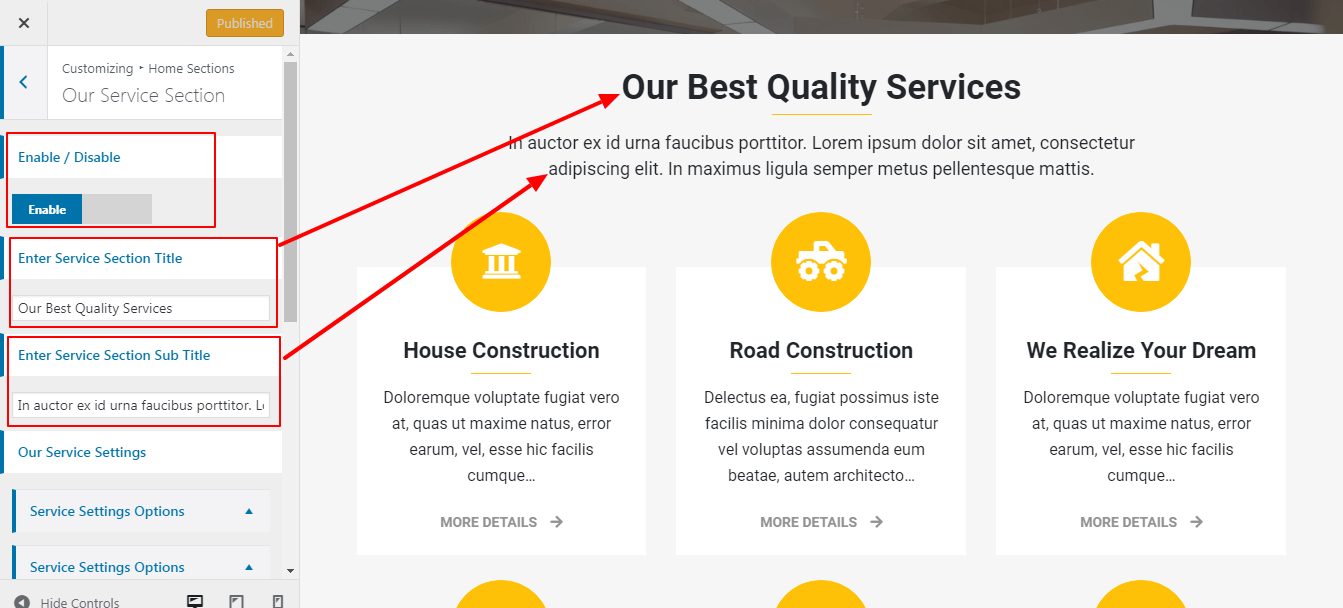 Published
Customizing ▸ Home Sections
Our Service Section
Enable / Disable
Enable
Enter Service Section Title
Our Best Quality Services
Enter Service Section Sub Title
In auctor ex id urna faucibus porttitor. L
Our Service Settings
Service Settings Options
Service Settings Options
Hide Controls
Our Best Quality Services
In auctor ex id urna faucibus porttitor. Lorem ipsum dolor sit amet, consectetur
adipiscing elit. In maximus ligula semper metus pellentesque mattis.
House Construction
Doloremque voluptate fugiat vero
at, quas ut maxime natus, error
earum, vel, esse hic facilis
cumque…
MORE DETAILS
Road Construction
Delectus ea, fugiat possimus iste
facilis minima dolor consequatur
vel voluptas assumenda eum
beatae, autem architecto…
MORE DETAILS
We Realize Your Dream
Doloremque voluptate fugiat vero
at, quas ut maxime natus, error
earum, vel, esse hic facilis
cumque…
MORE DETAILS